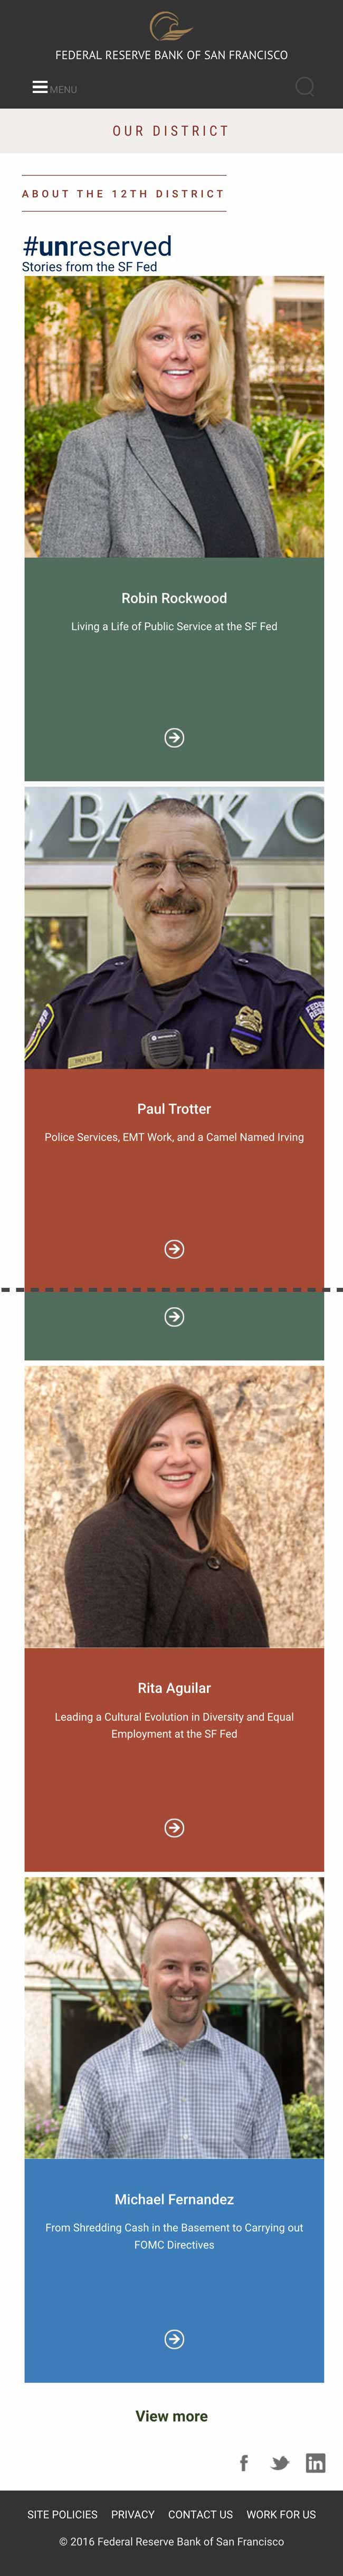 FEDERAL RESERVE BANK OF SAN FRANCISCO
MENU
OUR DISTRICT
ABOUT THE 12TH DISTRICT
#unreserved
Stories from the SF Fed
Robin Rockwood
Living a Life of Public Service at the SF Fed
BANK O
Paul Trotter
Police Services, EMT Work, and a Camel Named Irving
Rita Aguilar
Leading a Cultural Evolution in Diversity and Equal
Employment at the SF Fed
Michael Fernandez
From Shredding Cash in the Basement to Carrying out
FOMC Directives
View more
SITE POLICIES PRIVACY CONTACT US WORK FOR US
© 2016 Federal Reserve Bank of San Francisco